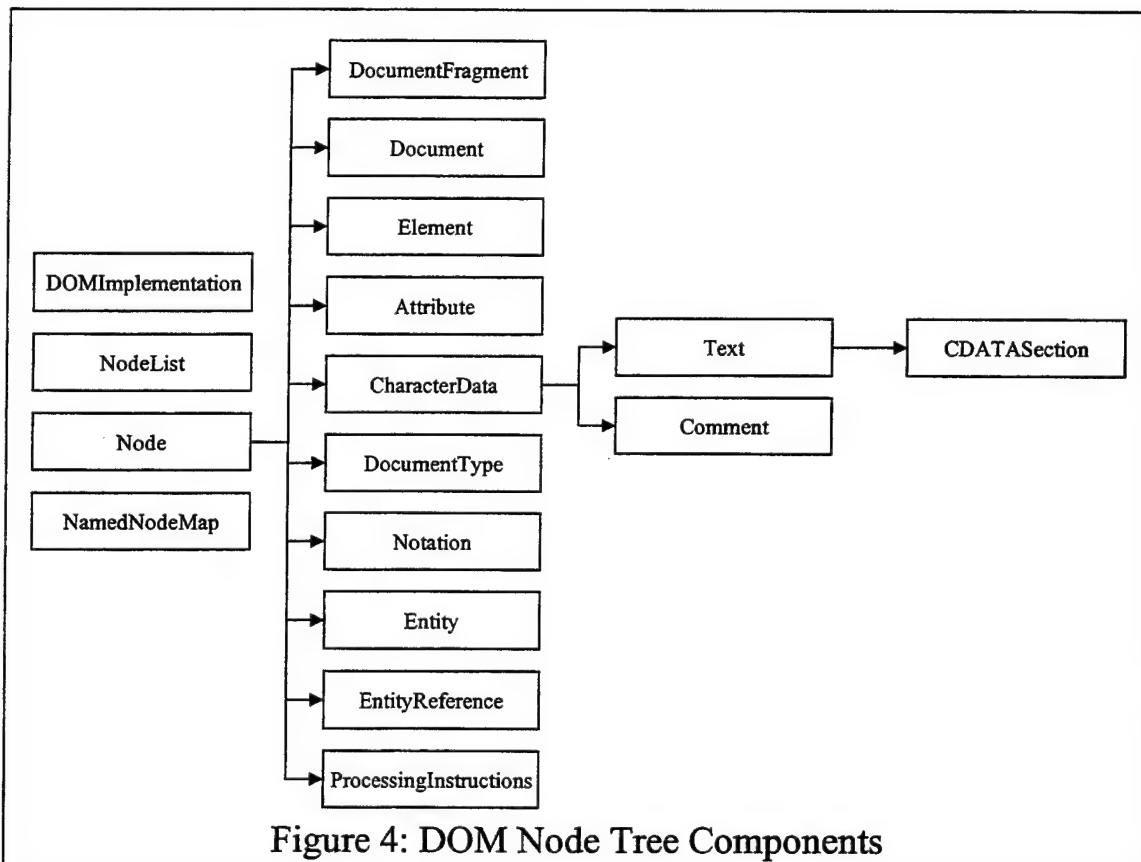 DocumentFragment
Document
Element
DOMImplementation
Attribute
NodeList
CharacterData
Text
CDATASection
Node
Comment
DocumentType
NamedNodeMap
Notation
Entity
EntityReference
ProcessingInstructions
Figure 4: DOM Node Tree Components